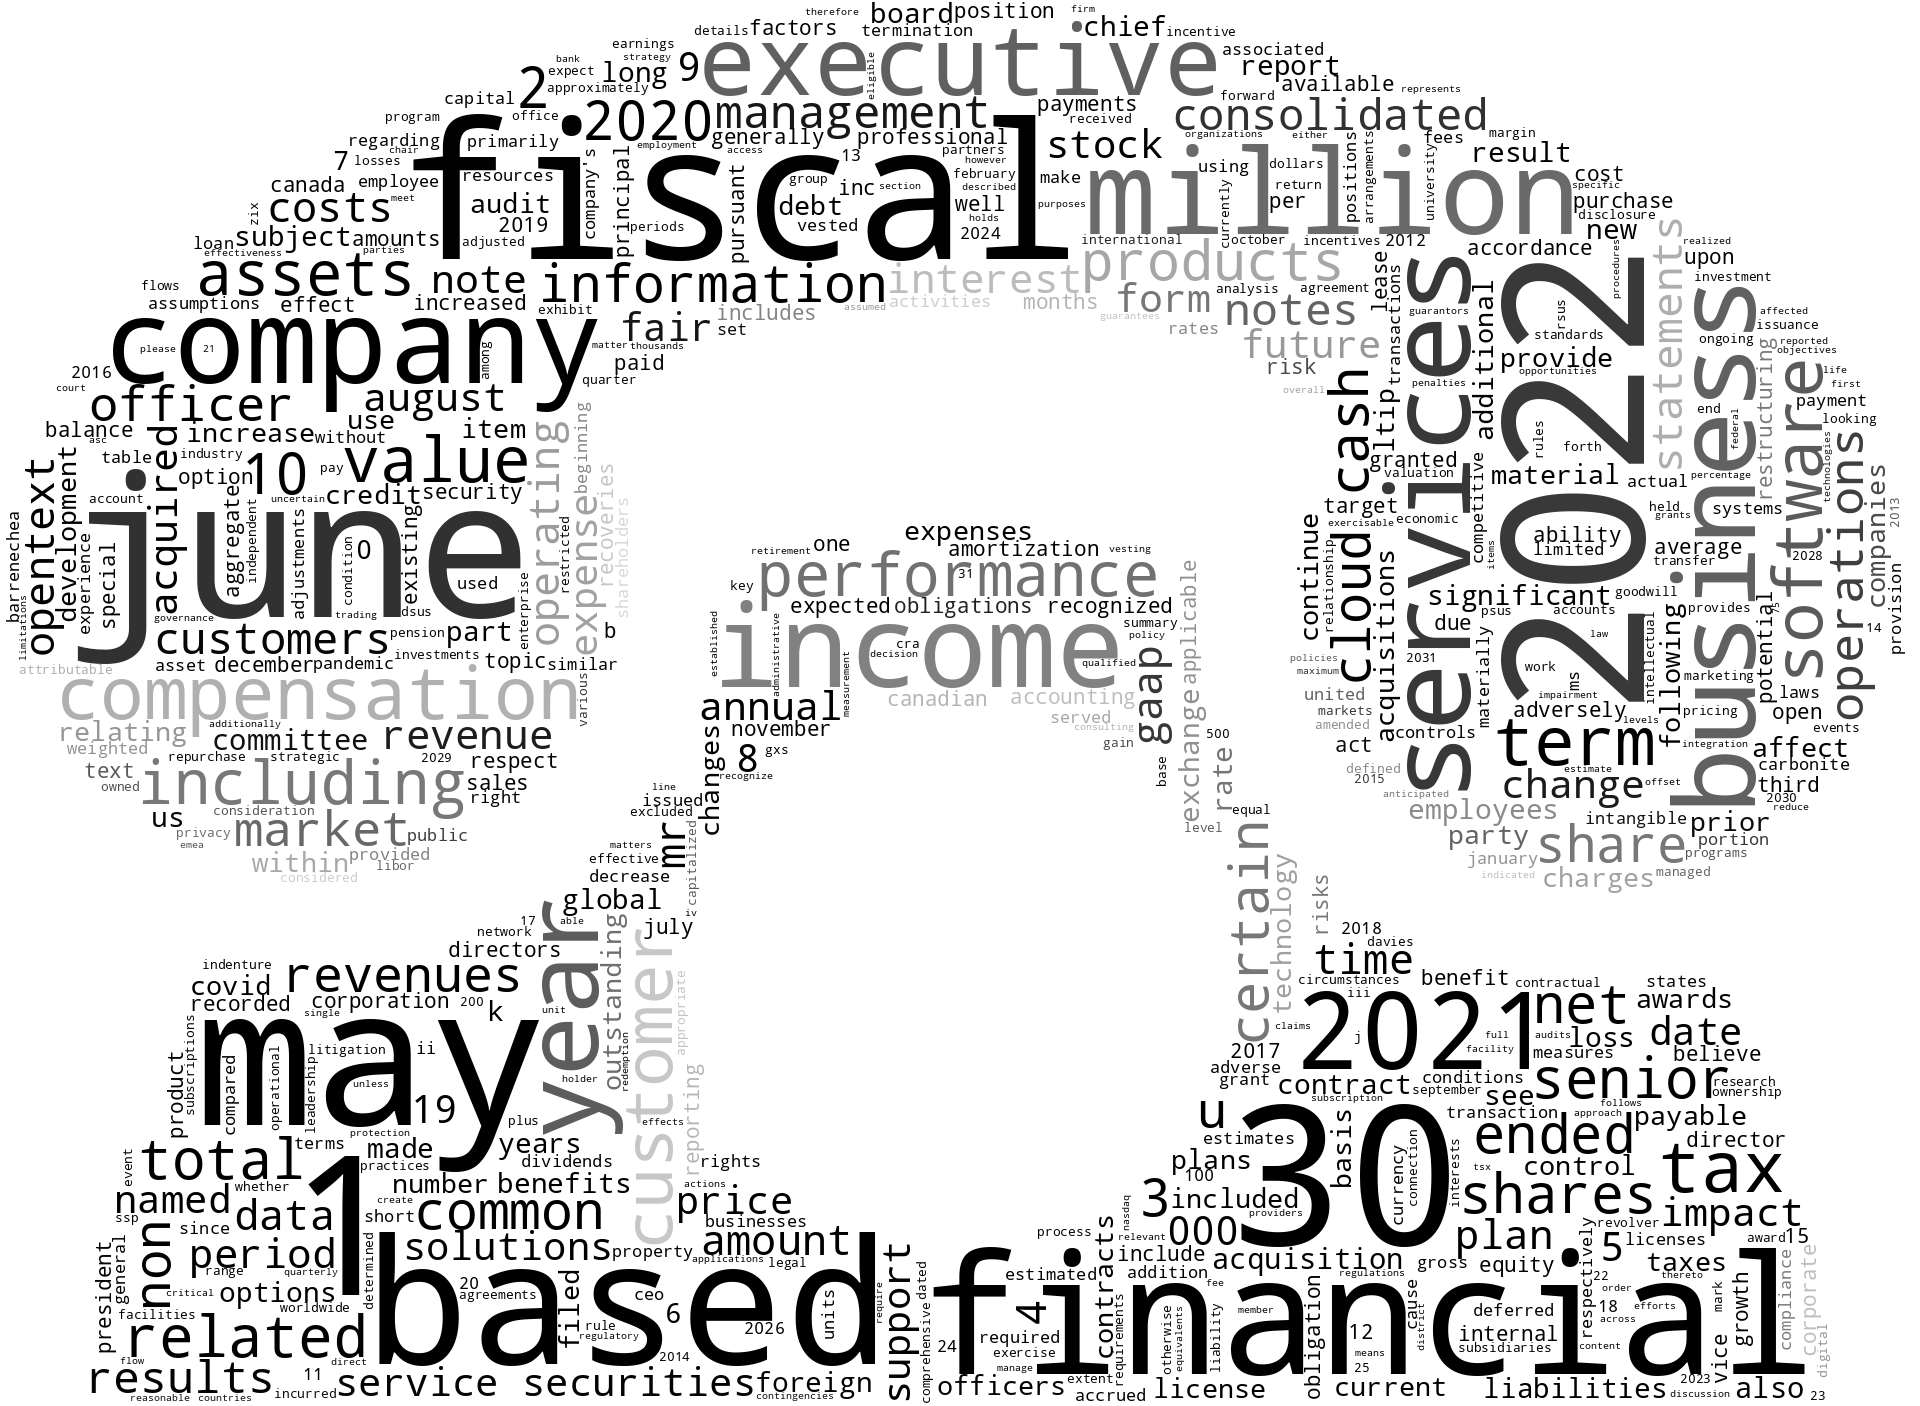 therefore board position firm
details factors termination chief incentive
earnings strategy executive associated
bank expect long 9 eligible report
2 approximately available represents
capital office management payments forward consolidated
program 2020 received
regarding primarily generally professional stock organizations either fees margin
7 losses chair employment access 13 partners however using dollars result
canada employee fiscal resources company's principal pursuant group inc section february described well make million return per positions arrangements university cost specific
zix costs meet audit debt holds purposes currently purchase
2019 periods vested 2024 disclosure new
loan subject amounts adjusted international october incentives 2012 accordance realized
effectiveness parties upon
assets note information interest products lease transactions investment
flows assumptions effect increased exhibit activities assumed months form analysis agreement additional procedures
fair includes set guarantees rates notes guarantors affected
company please 21 among matter thousands future services 2022 standards rsus statements business ongoing issuance
paid quarter risk provide reported objectives
2016 court officer august overall cash iltip penalties opportunities restructuring software life first
balance asc increase without use item operating beginning granted rules forth end federal payment looking
table industry option 10 pay value valuation material actual percentage technologies operations
opentext development account acquired uncertain credit security expense recoveries target held grants systems companies 2013
june aggregate independent adjustments condition 0 existing used restricted shareholders exercisable economic competitive items ability limited average transfer 2028
barrenechea limitations experience special governance trading dsus enterprise continue relationship cloud acquisitions significant psus accounts goodwill provides 14 provision
customers pension part b due law following potential
attributable asset december pandemic investments topic similar policies maximum 2031 materially work ms intellectual marketing
compensation various united markets amended impairment adversely levels pricing laws open events
relating additionally act controls term integration affect
weighted committee revenue defined 2015 estimate carbonite
repurchase strategic 2029 respect anticipated change offset third 2030 reduce
text owned including sales right employees intangible prior
us consideration market public party portion
privacy emea january share programs
within provided libor indicated charges managed
considered
expenses
retirement one amortization vesting
key performance 31
expected obligations recognized
established administrative income summary policy applicable
cra decision qualified
annual measurement canadian accounting gaap
november served consulting
changes 8 gxs gain exchange rate 500
recognize base
line issued excluded equal
mr level
matters effective capitalized certain
decrease technology
global risks
17 able year iv july 2018
network outstanding customer davies
directors time
indenture revenues circumstances benefit contractual states
covid iii
recorded corporation 200 k unit appropriate 2021 net awards
single claims full audits date
subscriptions product may litigation ii j facility loss
compared operational leadership unless 2017 measures believe
holder redemption adverse conditions senior research
19 grant contract september ownership
plus effects subscription see follows
protection u transaction approach payable
terms made years reporting estimates 30 basis ended director
total practices dividends rights plans currency connection interests tsx control tax
event whether number benefits actions 100
named 1 create price 3 included shares impact
ssp since data short common businesses nasdaq providers revolver
non period solutions property amount process relevant 000 plan respectively 5 licenses award 15
president general range quarterly determined applications legal include acquisition gross equity taxes
critical options based 20 agreements filed ceo support estimated addition fee regulations cause 22 order thereto growth compliance corporate
facilities worldwide 6 units require comprehensive dated financial 4 contracts member deferred 18 efforts mark
related rule regulatory 2026 24 required requirements otherwise equivalents liability obligation 12 district internal across digital
flow 11 direct 2014 exercise manage means subsidiaries content vice
results incurred service securities foreign officers extent 25 2023
reasonable countries contingencies accrued license current liabilities discussion also 23